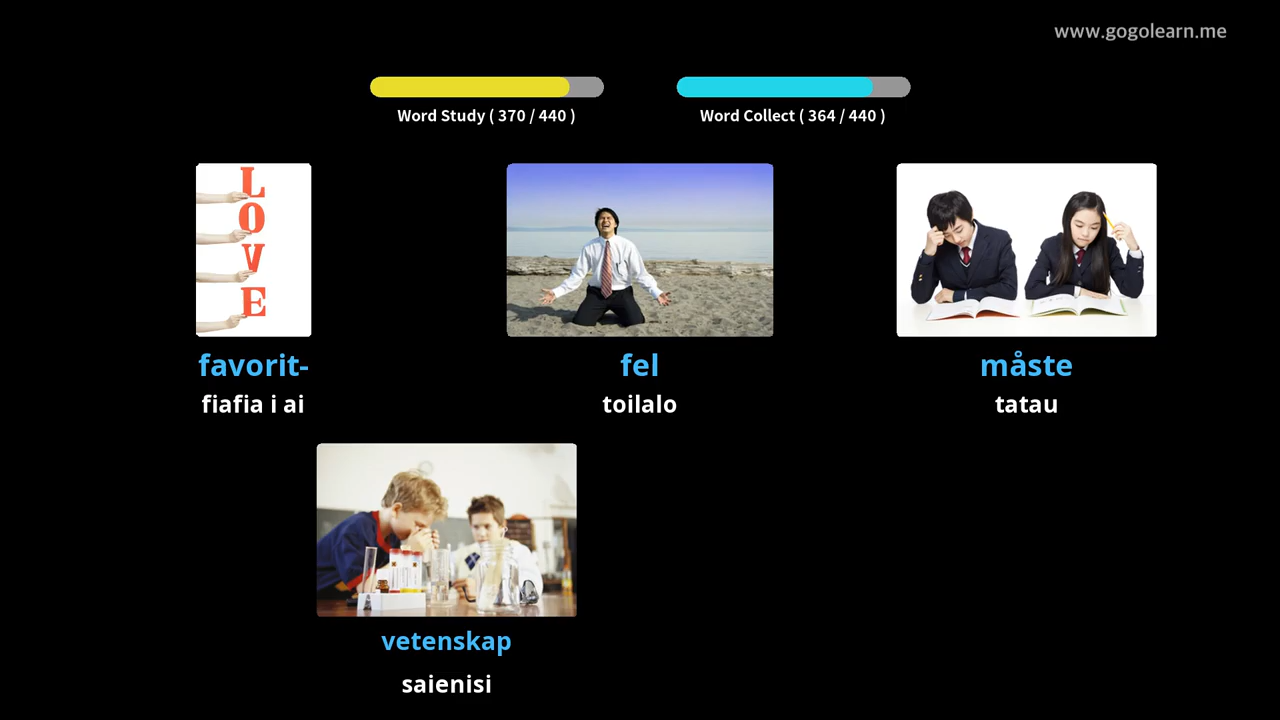 www.gogolearn.me
Word Study ( 370 / 440 )
Word Collect ( 364 / 440 )
L
O
V
E
favorit-
fel
måste
fiafia i ai
toilalo
tatau
vetenskap
saienisi